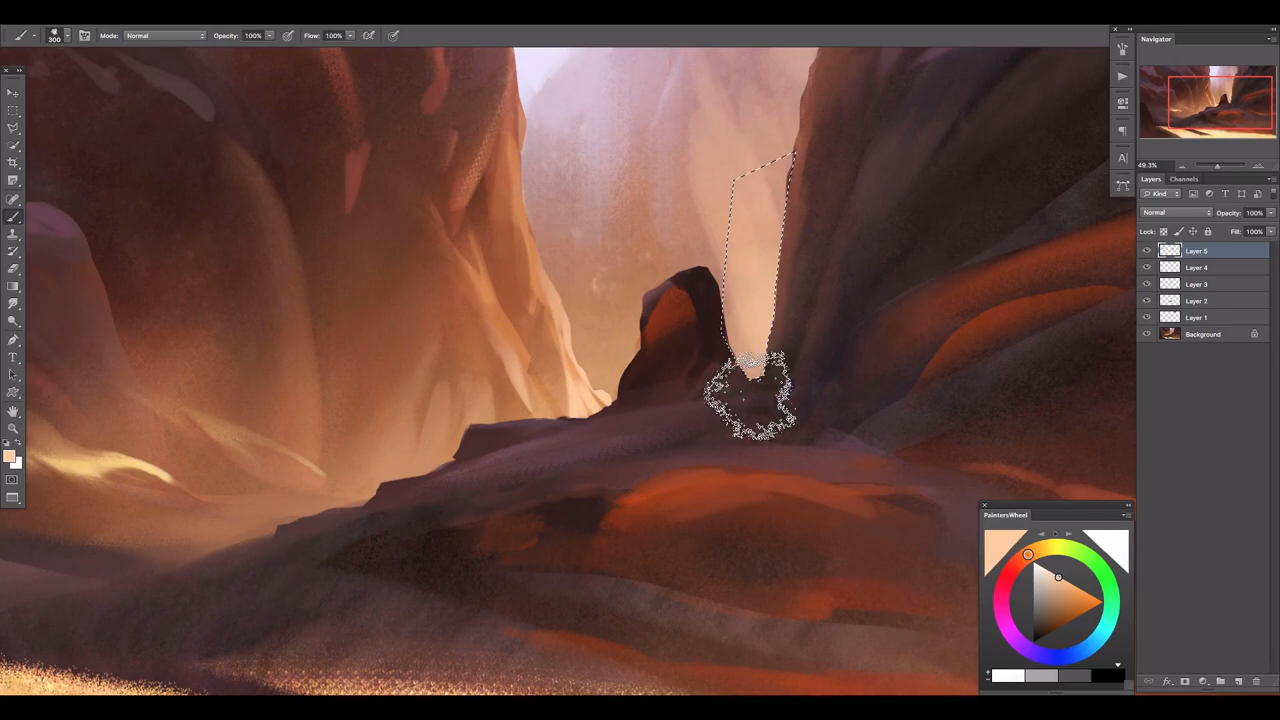 300 Mode: Normal Opacity: 100% Flow: 100%
Navigator
49.3%
Layers Channels
Kind
Normal Opacity: 100%
Lock: Fill: 100%
Layer 5
Layer 4
Layer 3
Layer 2
Layer 1
Background
PaintersWheel